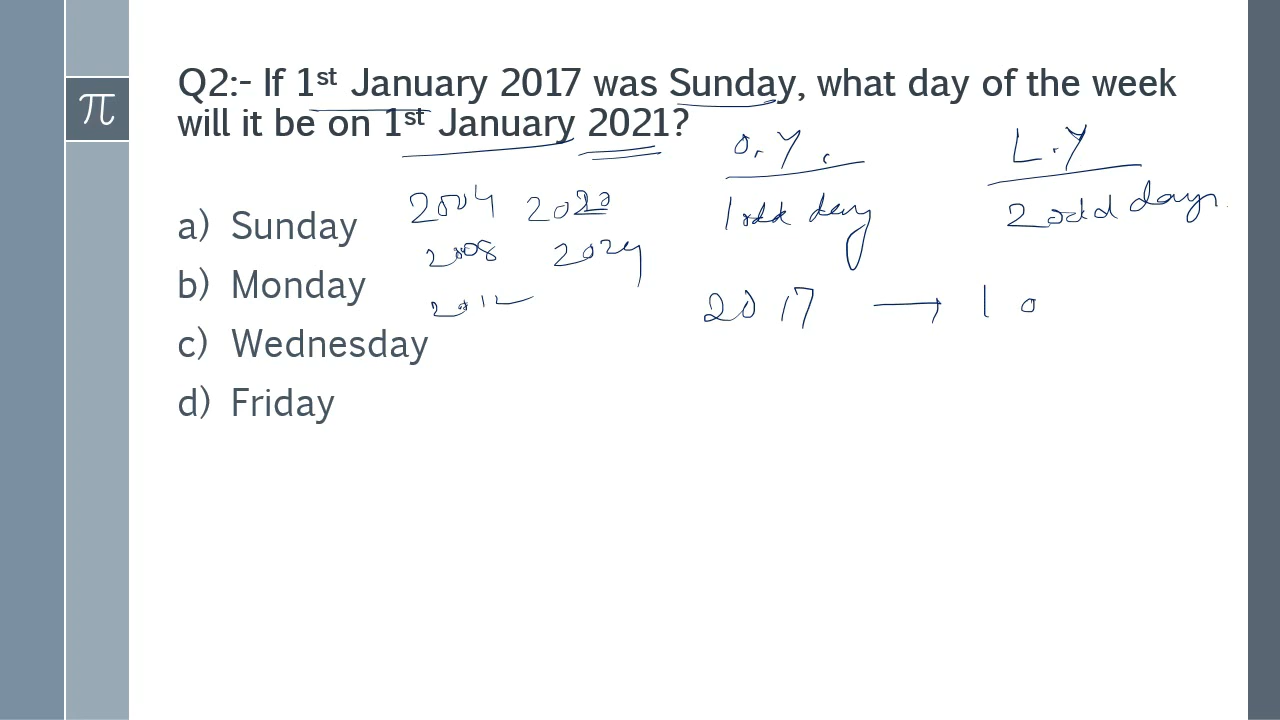 π
Q2:- If 1st January 2017 was Sunday, what day of the week
will it be on 1st January 2021?
O.Y. L.Y
1 odd day 2 odd days
2004 2020
2008 2024
2012
2017 → 1 o
a) Sunday
b) Monday
c) Wednesday
d) Friday